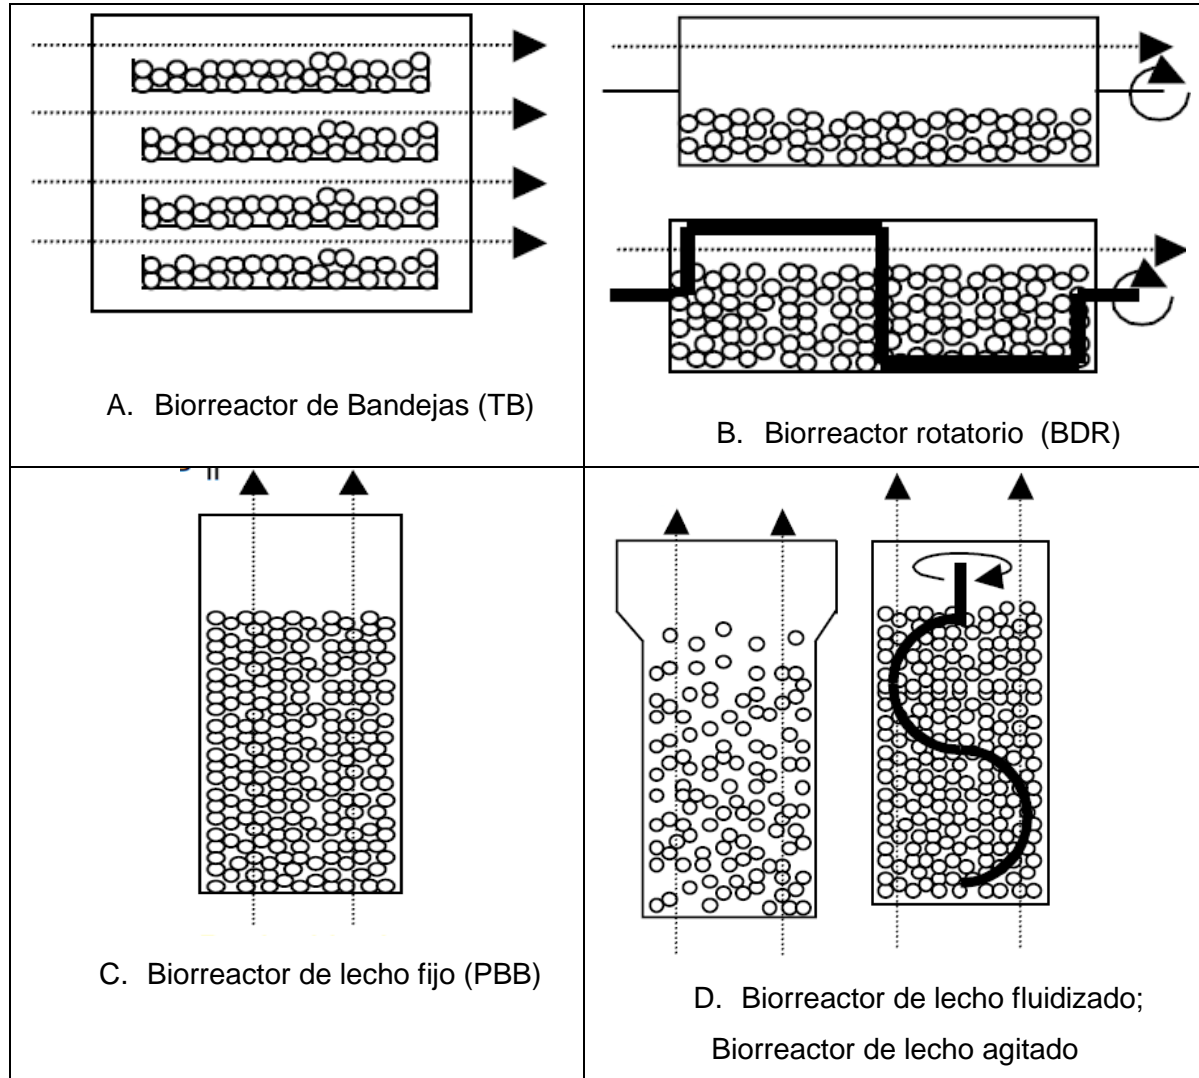 A. Biorreactor de Bandejas (TB)
B. Biorreactor rotatorio (BDR)
C. Biorreactor de lecho fijo (PBB)
D. Biorreactor de lecho fluidizado;
Biorreactor de lecho agitado